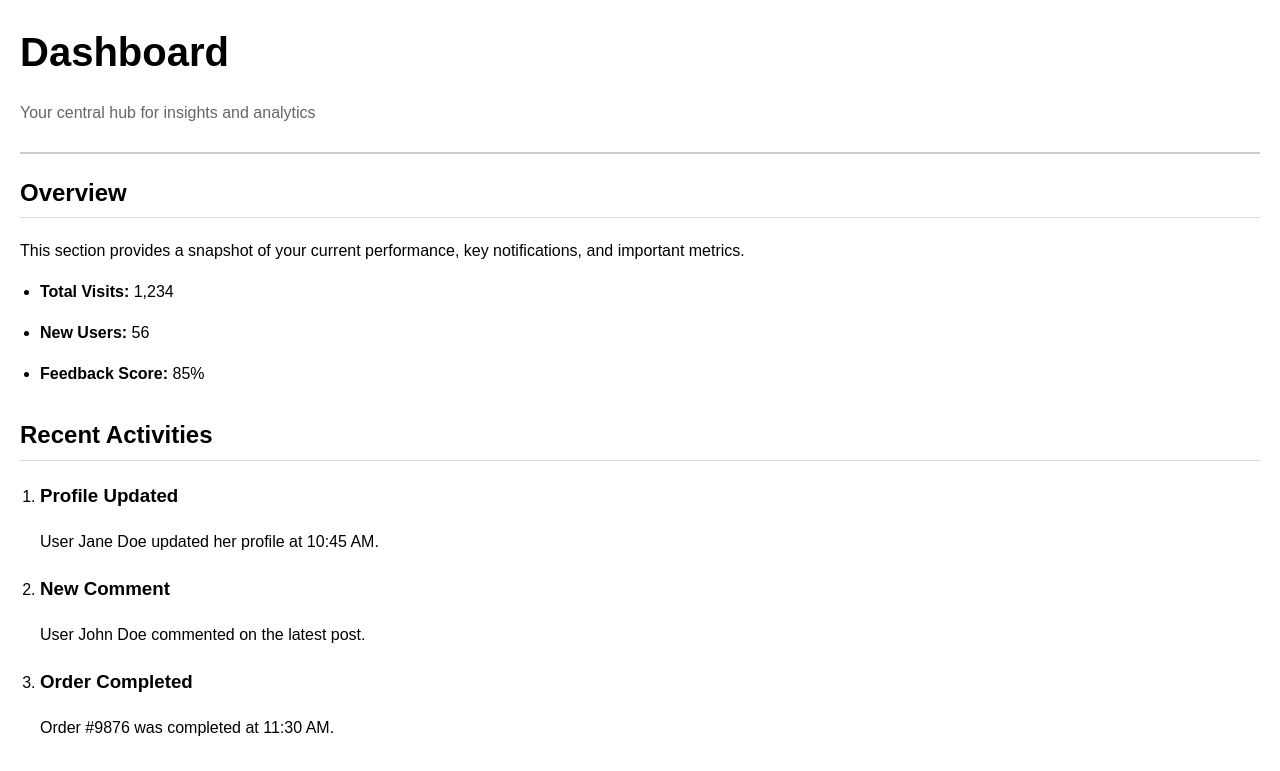 Dashboard
Your central hub for insights and analytics
Overview
This section provides a snapshot of your current performance, key notifications, and important metrics.
• Total Visits: 1,234
• New Users: 56
• Feedback Score: 85%
Recent Activities
1. Profile Updated
User Jane Doe updated her profile at 10:45 AM.
2. New Comment
User John Doe commented on the latest post.
3. Order Completed
Order #9876 was completed at 11:30 AM.